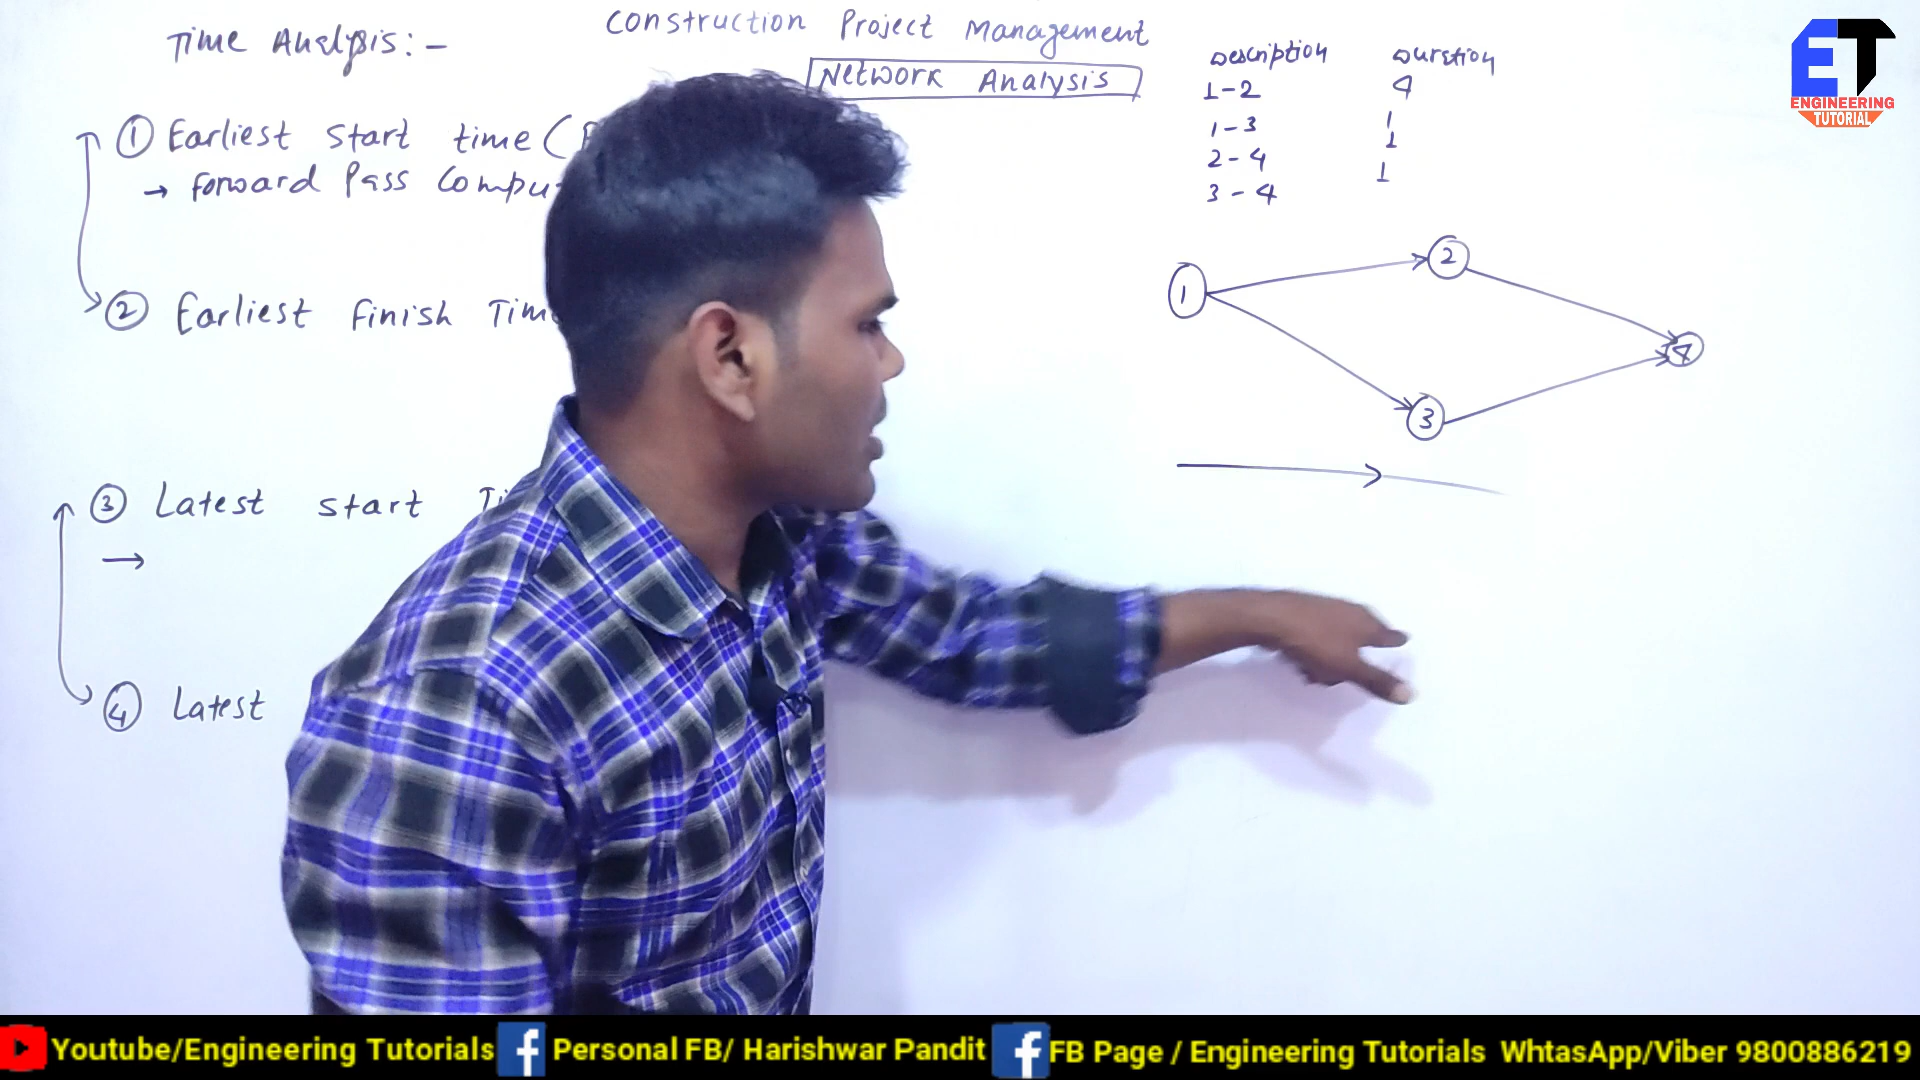 Construction Project Management
Network Analysis
Time Analysis:-
① Earliest start time (
→ forward Pass Compu
② Earliest Finish Tim
③ Latest start
→
④ Latest
Description Duration
1-2 4
1-3 1
2-4 1
3-4 1
1
2
3
4
ET
ENGINEERING
TUTORIAL
Youtube/Engineering Tutorials f Personal FB/ Harishwar Pandit f FB Page / Engineering Tutorials WhtasApp/Viber 9800886219